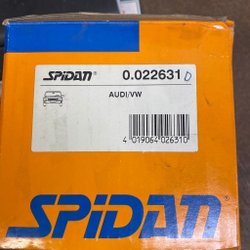 SPiDAN® 0.022631 D
AUDI/VW
4 019064 026310
SPiDAN